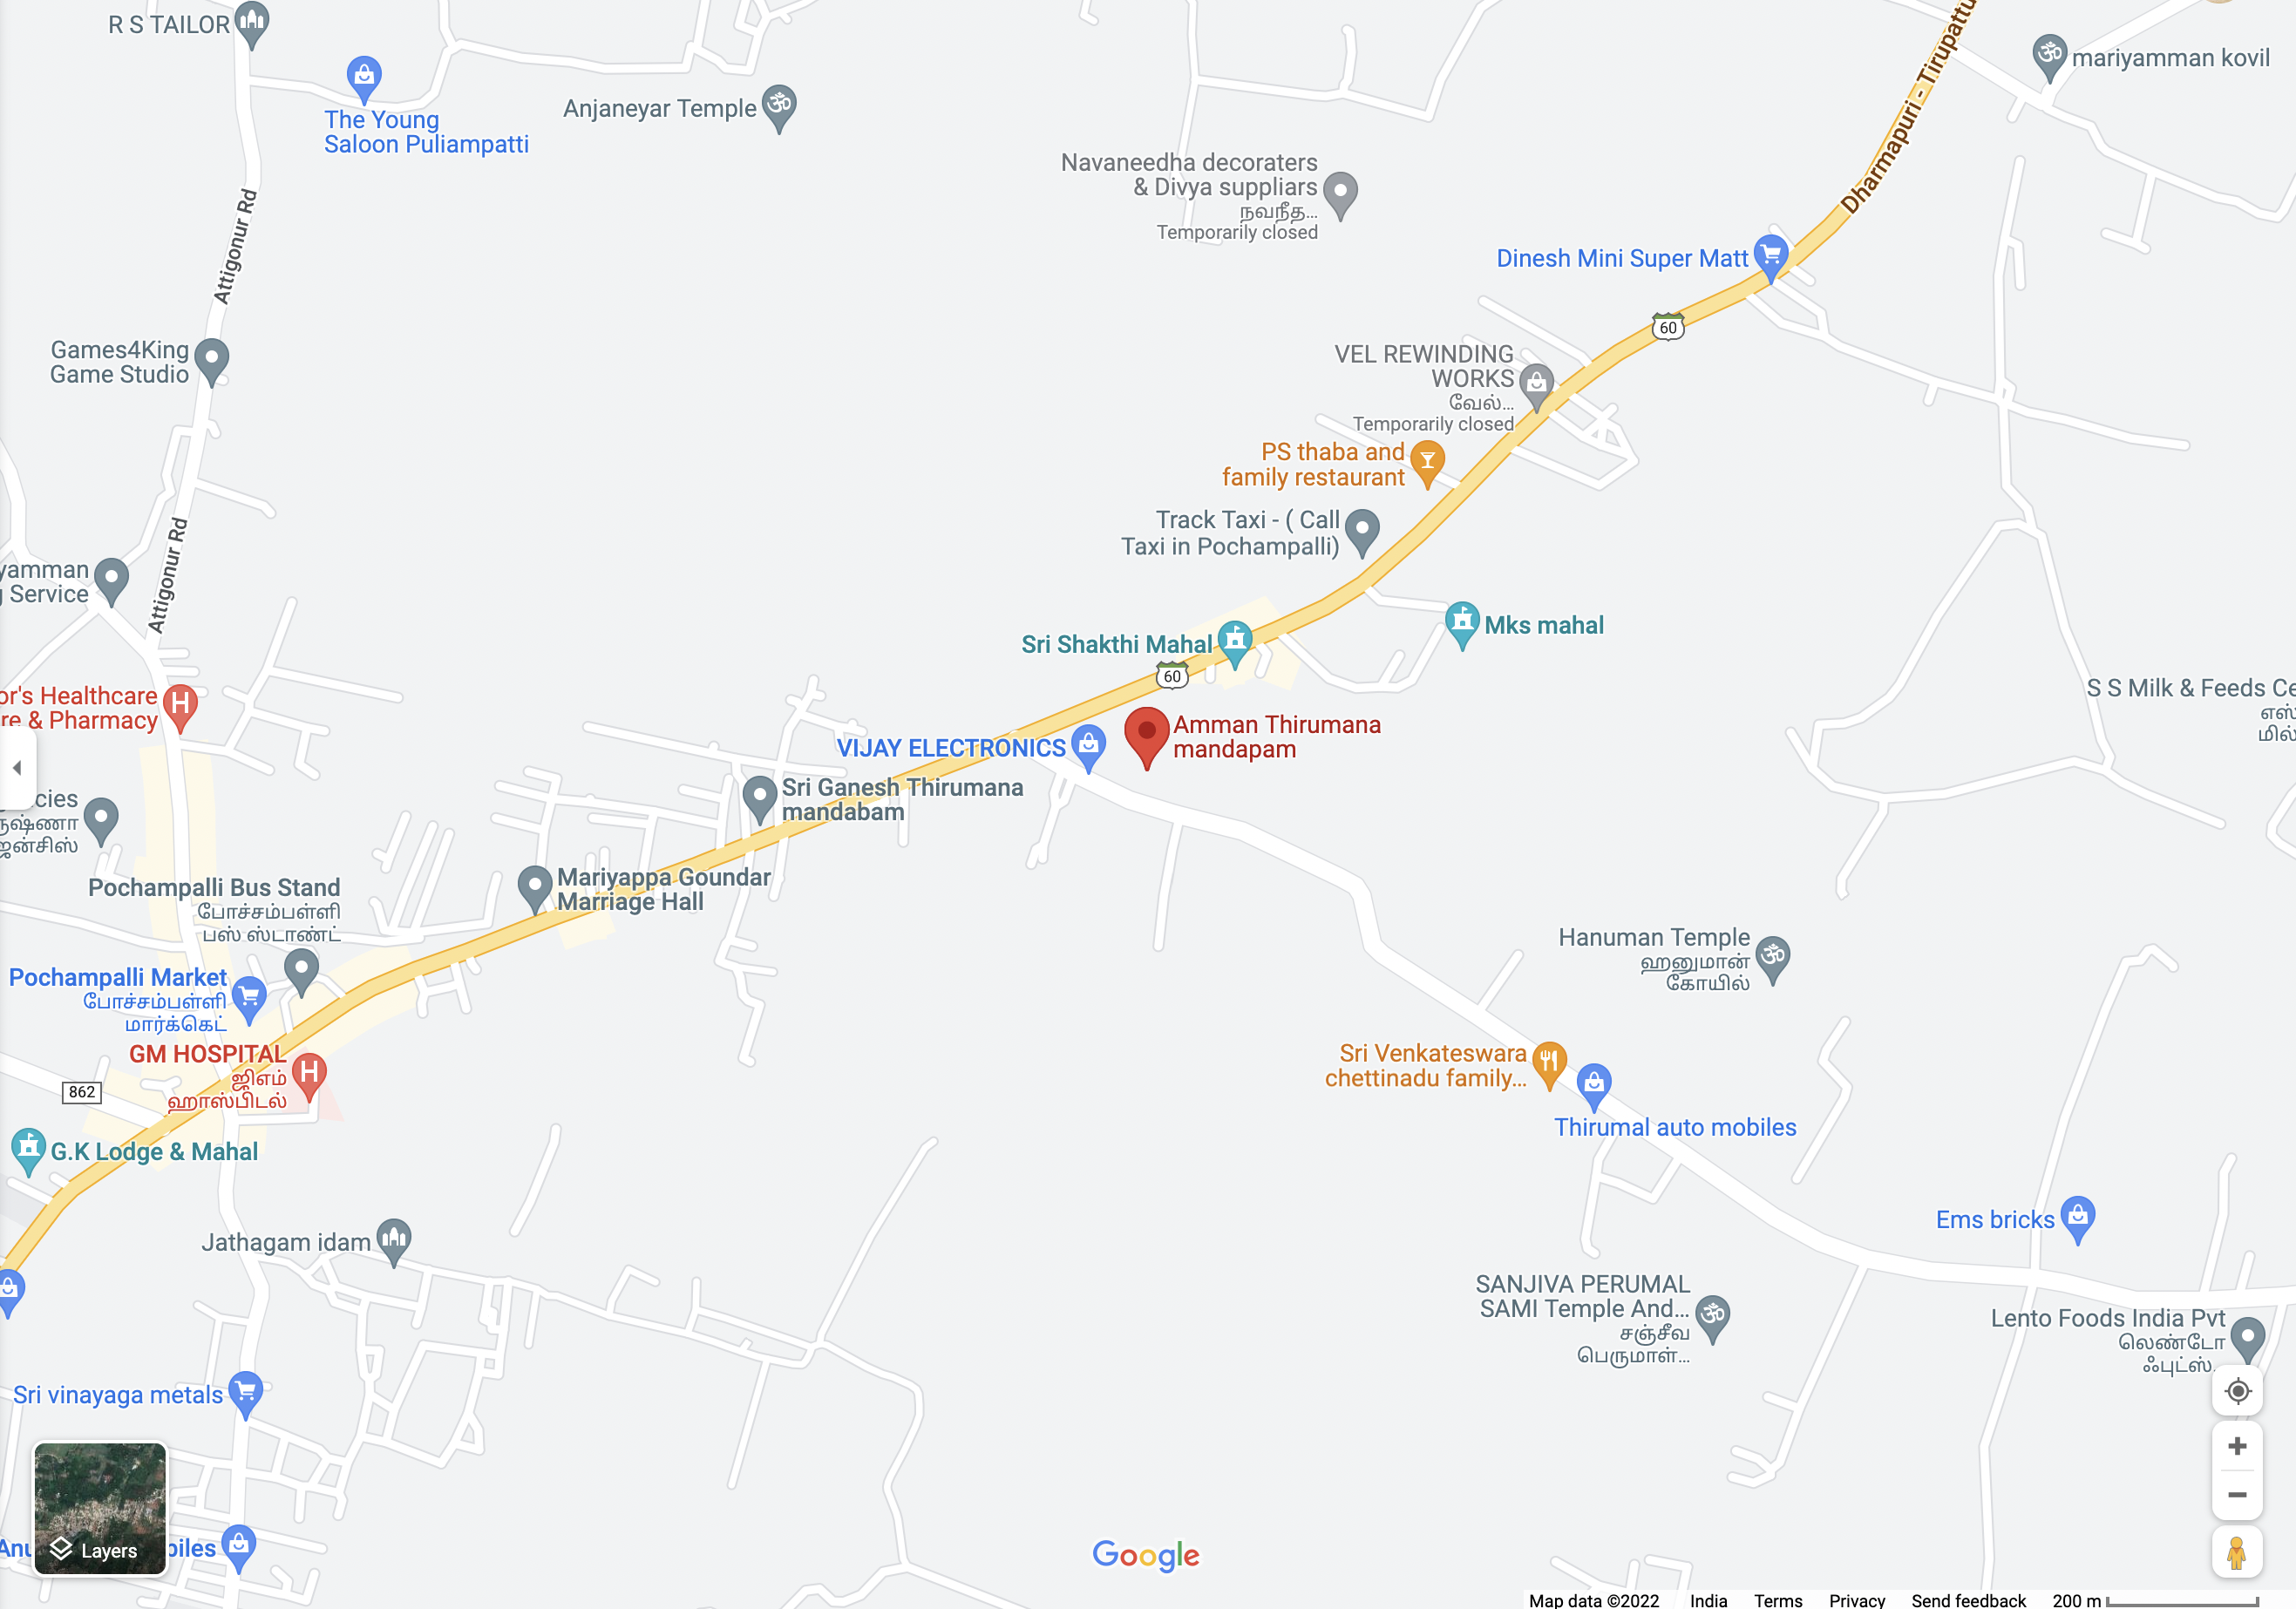 R S TAILOR
The Young
Saloon Puliampatti
Anjaneyar Temple
Navaneedha decoraters
& Divya suppliars
நவநீத...
Temporarily closed
Dharmapuri - Tirupattu
mariyamman kovil
Dinesh Mini Super Matt
Attigonur Rd
60
Games4King
Game Studio
VEL REWINDING
WORKS
வேல்...
Temporarily closed
PS thaba and
family restaurant
Track Taxi - ( Call
Taxi in Pochampalli)
Attigonur Rd
yamman
g Service
Sri Shakthi Mahal
Mks mahal
60
or's Healthcare
re & Pharmacy
S S Milk & Feeds Ce
எஸ்
மில்
Amman Thirumana
mandapam
VIJAY ELECTRONICS
Sri Ganesh Thirumana
mandabam
cies
ருஷ்ணா
ஜன்சிஸ்
Mariyappa Goundar
Marriage Hall
Pochampalli Bus Stand
போச்சம்பள்ளி
பஸ் ஸ்டாண்ட்
Pochampalli Market
போச்சம்பள்ளி
மார்க்கெட்
Hanuman Temple
ஹனுமான்
கோயில்
GM HOSPITAL
ஜிஎம்
ஹாஸ்பிடல்
862
Sri Venkateswara
chettinadu family...
Thirumal auto mobiles
G.K Lodge & Mahal
Jathagam idam
Ems bricks
SANJIVA PERUMAL
SAMI Temple And...
சஞ்சீவ
பெருமாள்...
Lento Foods India Pvt
லெண்டோ
ஃபுட்ஸ்...
Sri vinayaga metals
Anu
biles
Layers
Google
Map data ©2022 India Terms Privacy Send feedback 200 m